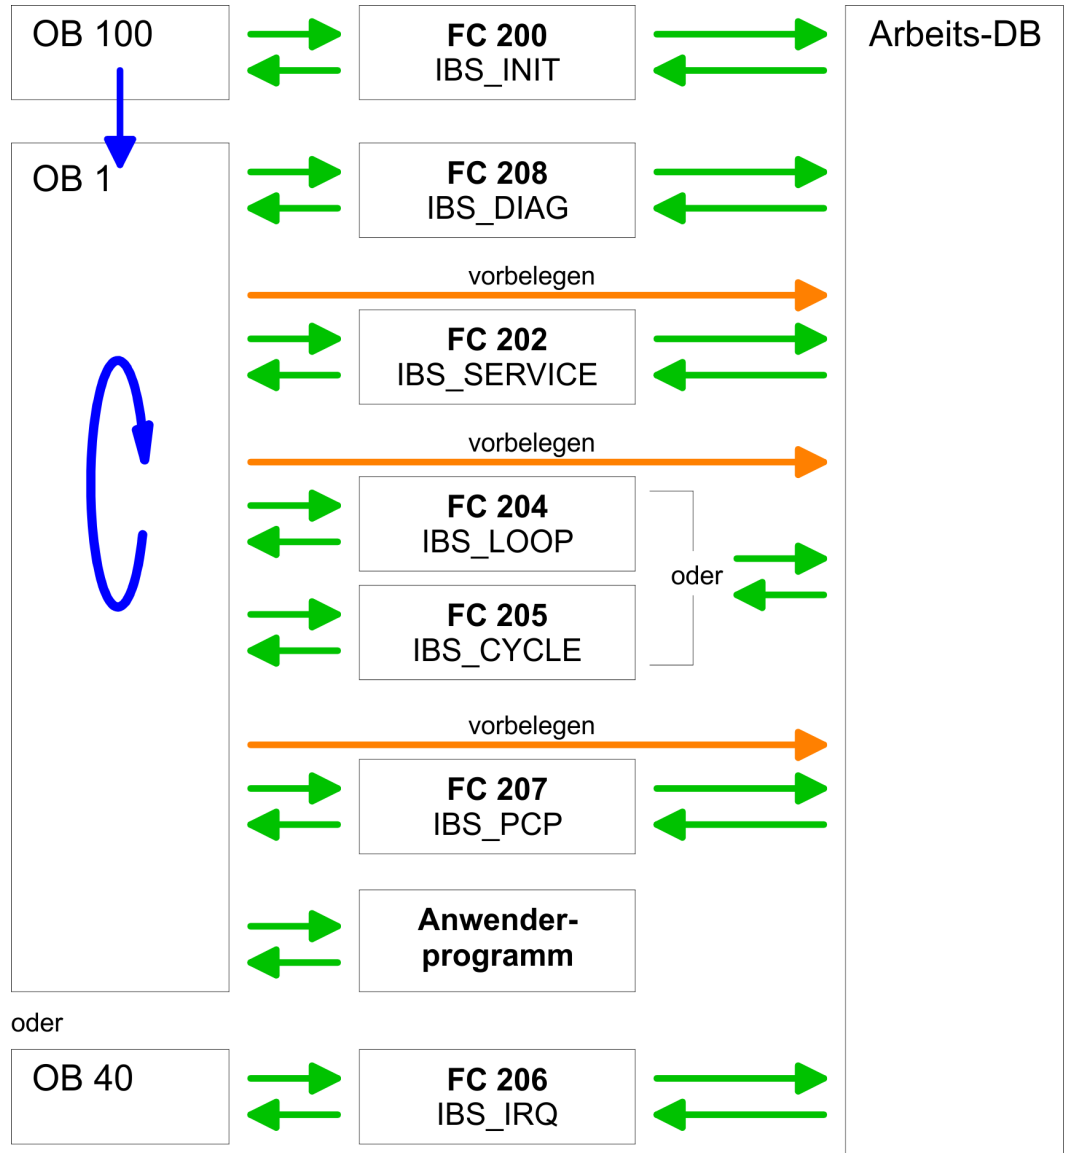 OB 100
FC 200
IBS_INIT
Arbeits-DB
OB 1
FC 208
IBS_DIAG
vorbelegen
FC 202
IBS_SERVICE
vorbelegen
FC 204
IBS_LOOP
oder
FC 205
IBS_CYCLE
vorbelegen
FC 207
IBS_PCP
Anwender-
programm
oder
OB 40
FC 206
IBS_IRQ